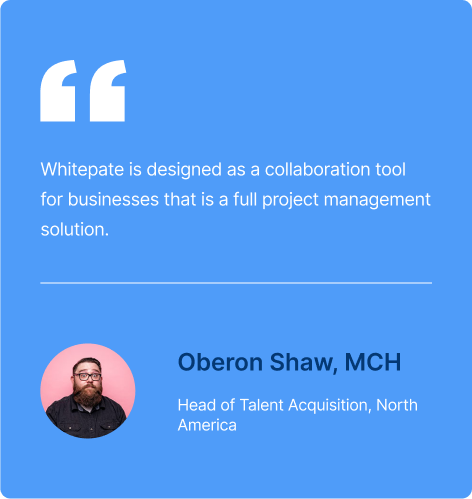 Whitepate is designed as a collaboration tool
for businesses that is a full project management
solution.
Oberon Shaw, MCH
Head of Talent Acquisition, North
America